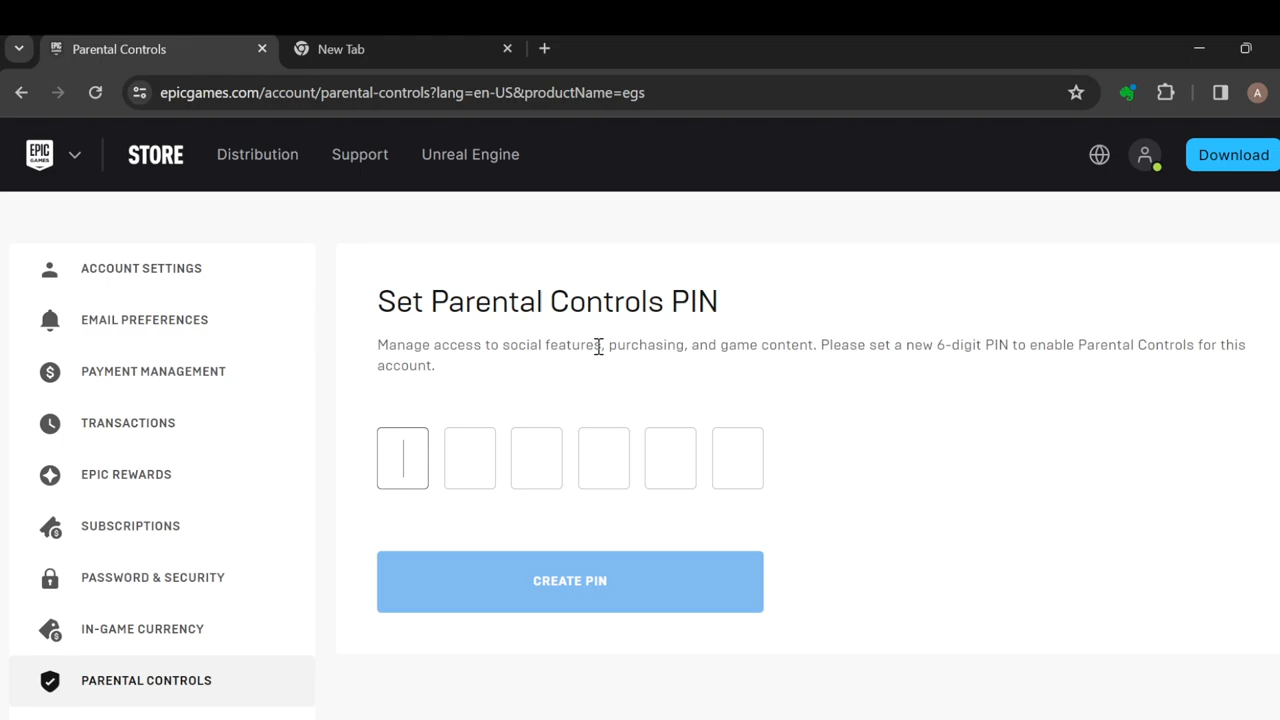 Parental Controls
New Tab
epicgames.com/account/parental-controls?lang=en-US&productName=egs
A
EPIC GAMES
STORE
Distribution
Support
Unreal Engine
Download
ACCOUNT SETTINGS
EMAIL PREFERENCES
PAYMENT MANAGEMENT
TRANSACTIONS
EPIC REWARDS
SUBSCRIPTIONS
PASSWORD & SECURITY
IN-GAME CURRENCY
PARENTAL CONTROLS
Set Parental Controls PIN
Manage access to social features, purchasing, and game content. Please set a new 6-digit PIN to enable Parental Controls for this
account.
CREATE PIN